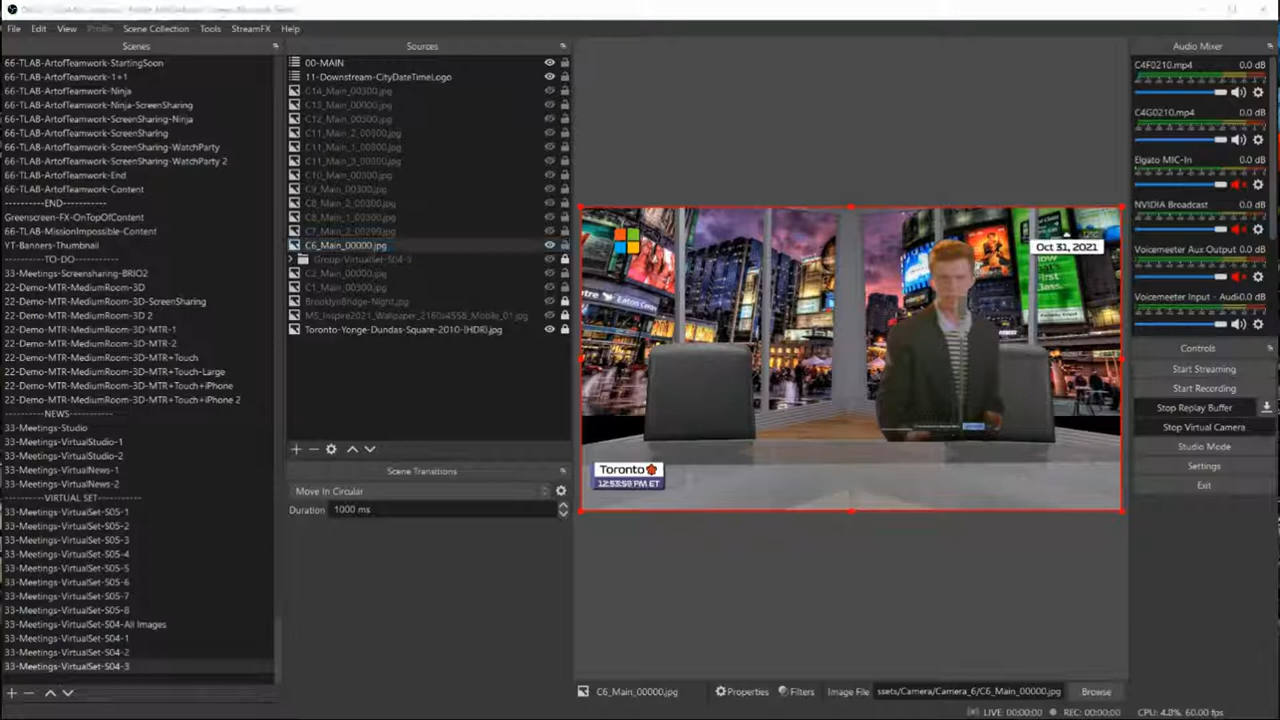 File Edit View Profile Scene Collection Tools StreamFX Help
Scenes
66-TLAB-ArtofTeamwork-StartingSoon
66-TLAB-ArtofTeamwork-1+1
66-TLAB-ArtofTeamwork-Ninja
66-TLAB-ArtofTeamwork-Ninja-ScreenSharing
66-TLAB-ArtofTeamwork-ScreenSharing-Ninja
66-TLAB-ArtofTeamwork-ScreenSharing
66-TLAB-ArtofTeamwork-ScreenSharing-WatchParty
66-TLAB-ArtofTeamwork-ScreenSharing-WatchParty 2
66-TLAB-ArtofTeamwork-End
66-TLAB-ArtofTeamwork-Content
----------END----------
Greenscreen-FX-OnTopOfContent
66-TLAB-MissionImpossible-Content
YT-Banners-Thumbnail
----------TO-DO----------
33-Meetings-Screensharing-BRIO2
22-Demo-MTR-MediumRoom-3D
22-Demo-MTR-MediumRoom-3D-ScreenSharing
22-Demo-MTR-MediumRoom-3D 2
22-Demo-MTR-MediumRoom-3D-MTR-1
22-Demo-MTR-MediumRoom-3D-MTR-2
22-Demo-MTR-MediumRoom-3D-MTR+Touch
22-Demo-MTR-MediumRoom-3D-MTR+Touch-Large
22-Demo-MTR-MediumRoom-3D-MTR+Touch+iPhone
22-Demo-MTR-MediumRoom-3D-MTR+Touch+iPhone 2
----------NEWS----------
33-Meetings-Studio
33-Meetings-VirtualStudio-1
33-Meetings-VirtualStudio-2
33-Meetings-VirtualNews-1
33-Meetings-VirtualNews-2
----------VIRTUAL SET----------
33-Meetings-VirtualSet-S05-1
33-Meetings-VirtualSet-S05-2
33-Meetings-VirtualSet-S05-3
33-Meetings-VirtualSet-S05-4
33-Meetings-VirtualSet-S05-5
33-Meetings-VirtualSet-S05-6
33-Meetings-VirtualSet-S05-7
33-Meetings-VirtualSet-S05-8
33-Meetings-VirtualSet-S04-All Images
33-Meetings-VirtualSet-S04-1
33-Meetings-VirtualSet-S04-2
33-Meetings-VirtualSet-S04-3
Sources
00-MAIN
11-Downstream-CityDateTimeLogo
C14_Main_00300.jpg
C13_Main_00000.jpg
C12_Main_00300.jpg
C11_Main_2_00300.jpg
C11_Main_1_00300.jpg
C11_Main_3_00000.jpg
C10_Main_00300.jpg
C9_Main_00300.jpg
C8_Main_2_00300.jpg
C8_Main_1_00300.jpg
C7_Main_2_00299.jpg
C6_Main_00000.jpg
Group-VirtualSet-S04-3
C2_Main_00000.jpg
C1_Main_00300.jpg
BrooklynBridge-Night.jpg
MS_Inspire2021_Wallpaper_2160x4558_Mobile_01.jpg
Toronto-Yonge-Dundas-Square-2010-(HDR).jpg
Scene Transitions
Move In Circular
Duration 1000 ms
Eaton Centre
First
Class.
Oct 31, 2021
Toronto
12:53:59 PM ET
C6_Main_00000.jpg Properties Filters Image File ssets/Camera/Camera_6/C6_Main_00000.jpg Browse
Audio Mixer
C4F0210.mp4 0.0 dB
C4G0210.mp4 0.0 dB
Elgato MIC-In 0.0 dB
NVIDIA Broadcast 0.0 dB
Voicemeeter Aux Output 0.0 dB
Voicemeeter Input - Audi 0.0 dB
Controls
Start Streaming
Start Recording
Stop Replay Buffer
Stop Virtual Camera
Studio Mode
Settings
Exit
LIVE: 00:00:00 REC: 00:00:00 CPU: 4.8%, 60.00 fps